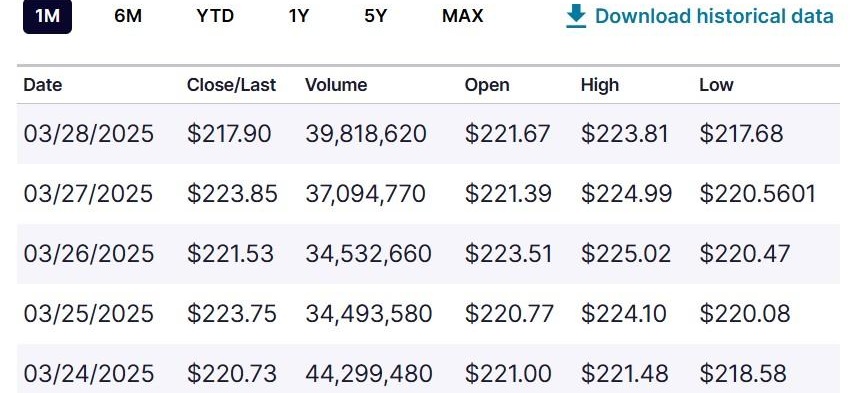 1M 6M YTD 1Y 5Y MAX Download historical data
Date Close/Last Volume Open High Low
03/28/2025 $217.90 39,818,620 $221.67 $223.81 $217.68
03/27/2025 $223.85 37,094,770 $221.39 $224.99 $220.5601
03/26/2025 $221.53 34,532,660 $223.51 $225.02 $220.47
03/25/2025 $223.75 34,493,580 $220.77 $224.10 $220.08
03/24/2025 $220.73 44,299,480 $221.00 $221.48 $218.58